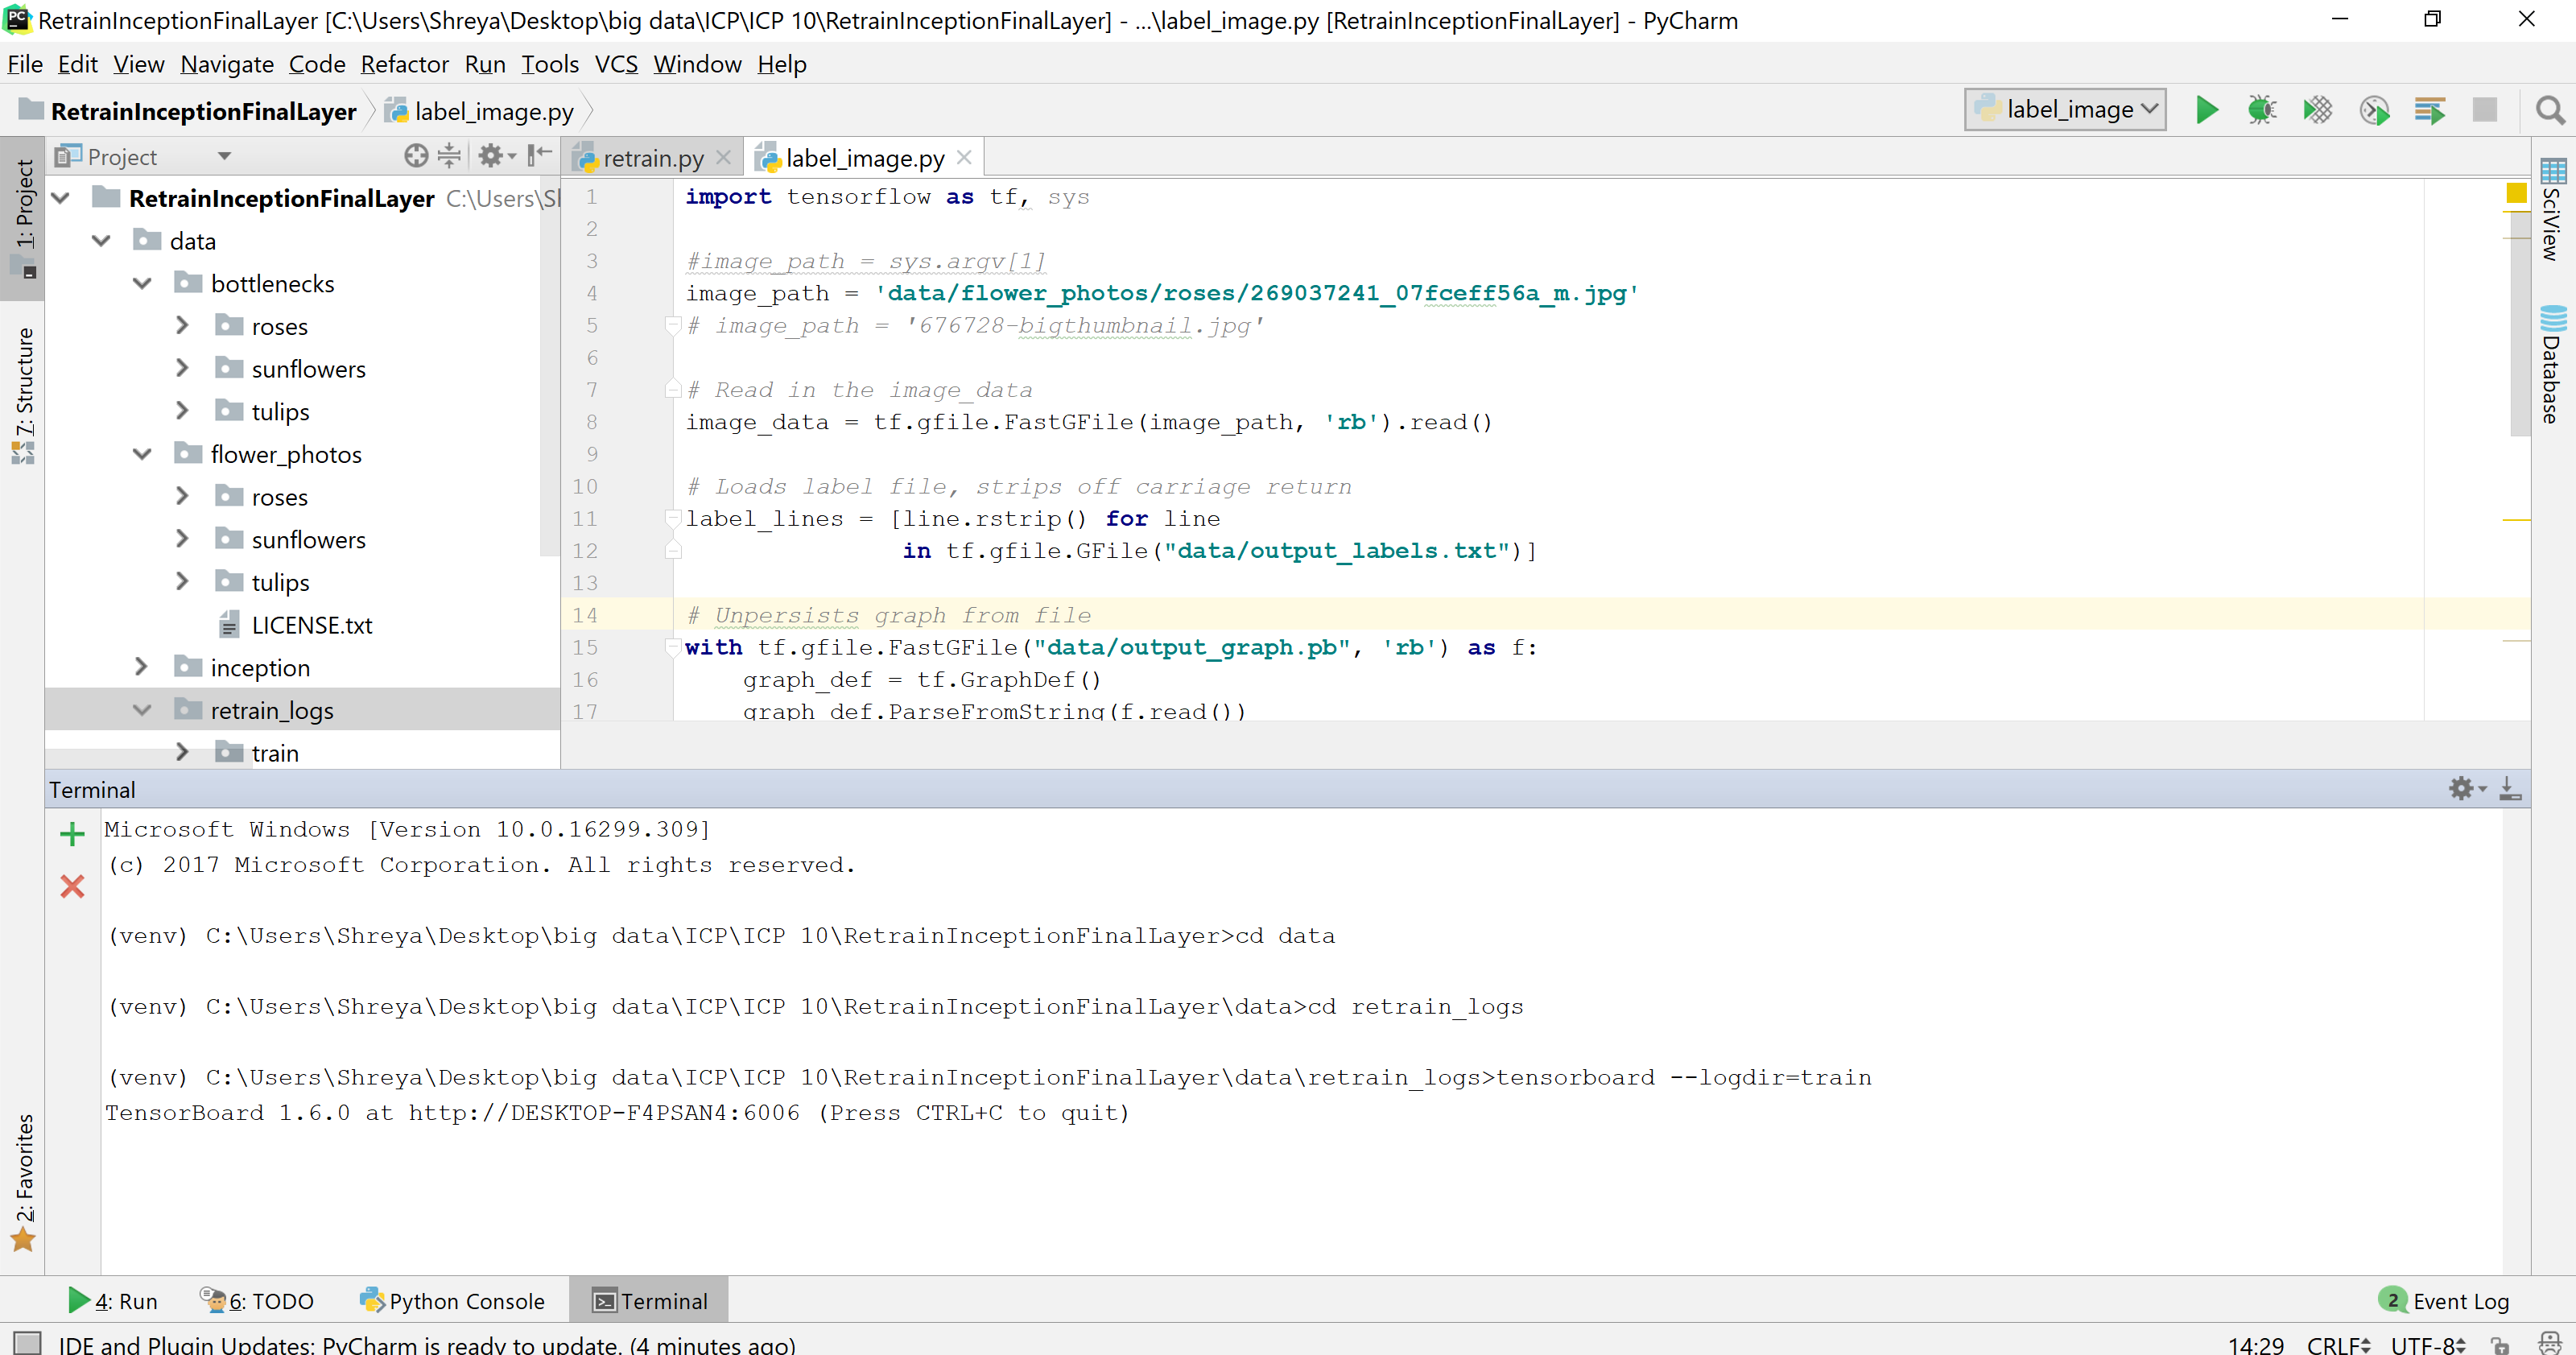 RetrainInceptionFinalLayer [C:\Users\Shreya\Desktop\big data\ICP\ICP 10\RetrainInceptionFinalLayer] - ...\label_image.py [RetrainInceptionFinalLayer] - PyCharm
File Edit View Navigate Code Refactor Run Tools VCS Window Help
RetrainInceptionFinalLayer label_image.py label_image
1: Project
7: Structure
2: Favorites
Project
RetrainInceptionFinalLayer C:\Users\S
data
bottlenecks
roses
sunflowers
tulips
flower_photos
roses
sunflowers
tulips
LICENSE.txt
inception
retrain_logs
train
retrain.py label_image.py
1 import tensorflow as tf, sys
2
3 #image_path = sys.argv[1]
4 image_path = 'data/flower_photos/roses/269037241_07fceff56a_m.jpg'
5 # image_path = '676728-bigthumbnail.jpg'
6
7 # Read in the image_data
8 image_data = tf.gfile.FastGFile(image_path, 'rb').read()
9
10 # Loads label file, strips off carriage return
11 label_lines = [line.rstrip() for line
12 in tf.gfile.GFile("data/output_labels.txt")]
13
14 # Unpersists graph from file
15 with tf.gfile.FastGFile("data/output_graph.pb", 'rb') as f:
16 graph_def = tf.GraphDef()
17 graph_def.ParseFromString(f.read())
SciView
Database
Terminal
Microsoft Windows [Version 10.0.16299.309]
(c) 2017 Microsoft Corporation. All rights reserved.
(venv) C:\Users\Shreya\Desktop\big data\ICP\ICP 10\RetrainInceptionFinalLayer>cd data
(venv) C:\Users\Shreya\Desktop\big data\ICP\ICP 10\RetrainInceptionFinalLayer\data>cd retrain_logs
(venv) C:\Users\Shreya\Desktop\big data\ICP\ICP 10\RetrainInceptionFinalLayer\data\retrain_logs>tensorboard --logdir=train
TensorBoard 1.6.0 at http://DESKTOP-F4PSAN4:6006 (Press CTRL+C to quit)
4: Run 6: TODO Python Console Terminal 2 Event Log
IDE and Plugin Updates: PyCharm is ready to update. (4 minutes ago) 14:29 CRLF UTF-8